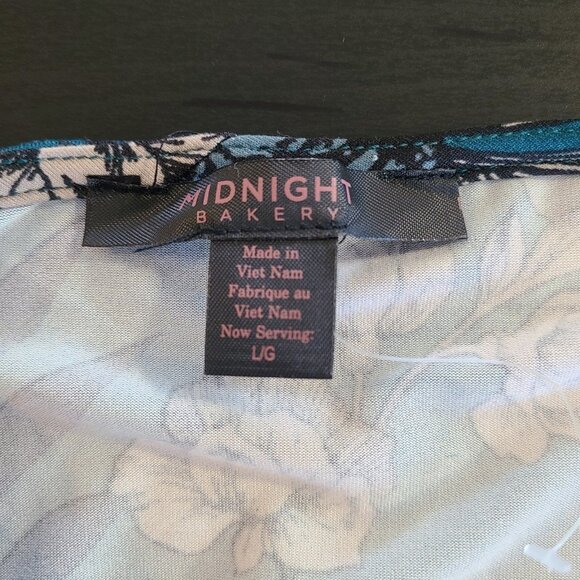 MIDNIGHT
BAKERY
Made in
Viet Nam
Fabrique au
Viet Nam
Now Serving:
L/G